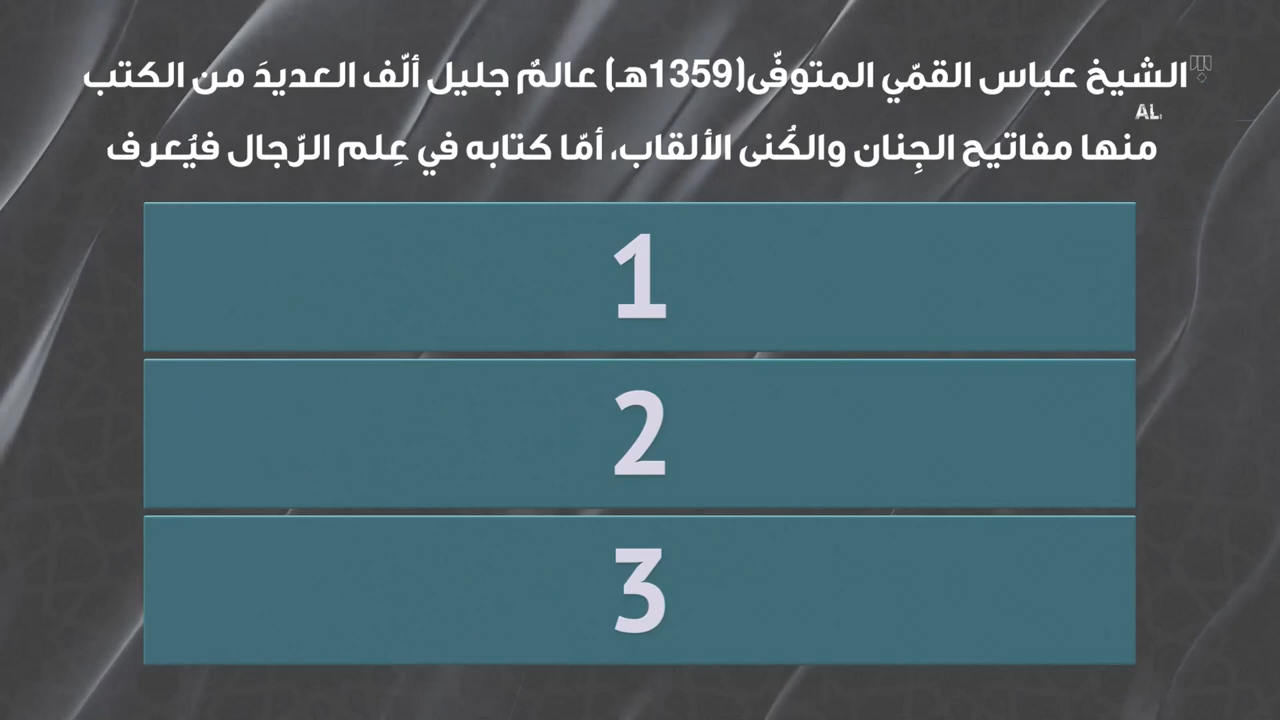 الشيخ عباس القمّي المتوفّى(1359هـ) عالمٌ جليل ألّف العديدَ من الكتب
AL.
منها مفاتيح الجِنان والكُنى الألقاب، أمّا كتابه في عِلم الرّجال فيُعرف
1
2
3